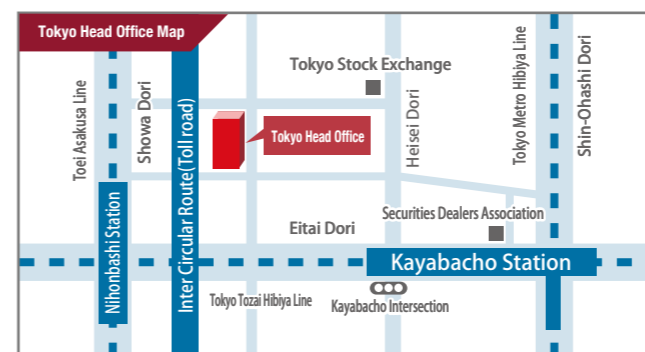 Tokyo Head Office Map
Toei Asakusa Line
Showa Dori
Inter Circular Route(Toll road)
Tokyo Stock Exchange
Tokyo Head Office
Heisei Dori
Tokyo Metro Hibiya Line
Shin-Ohashi Dori
Nihonbashi Station
Eitai Dori
Securities Dealers Association
Kayabacho Station
Tokyo Tozai Hibiya Line
Kayabacho Intersection